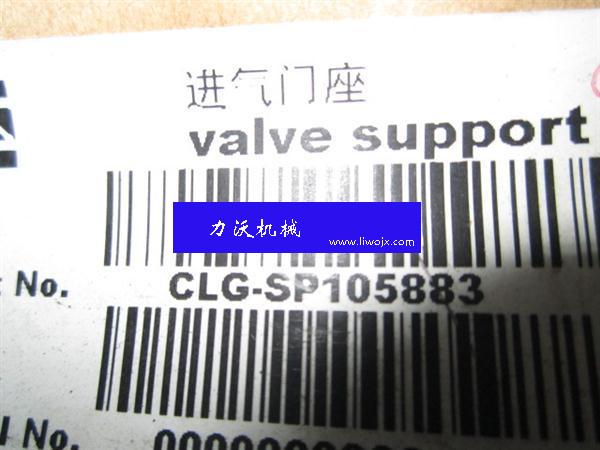 进气门座
valve support
力沃机械
www.liwojx.com
No.
CLG-SP105883
No.